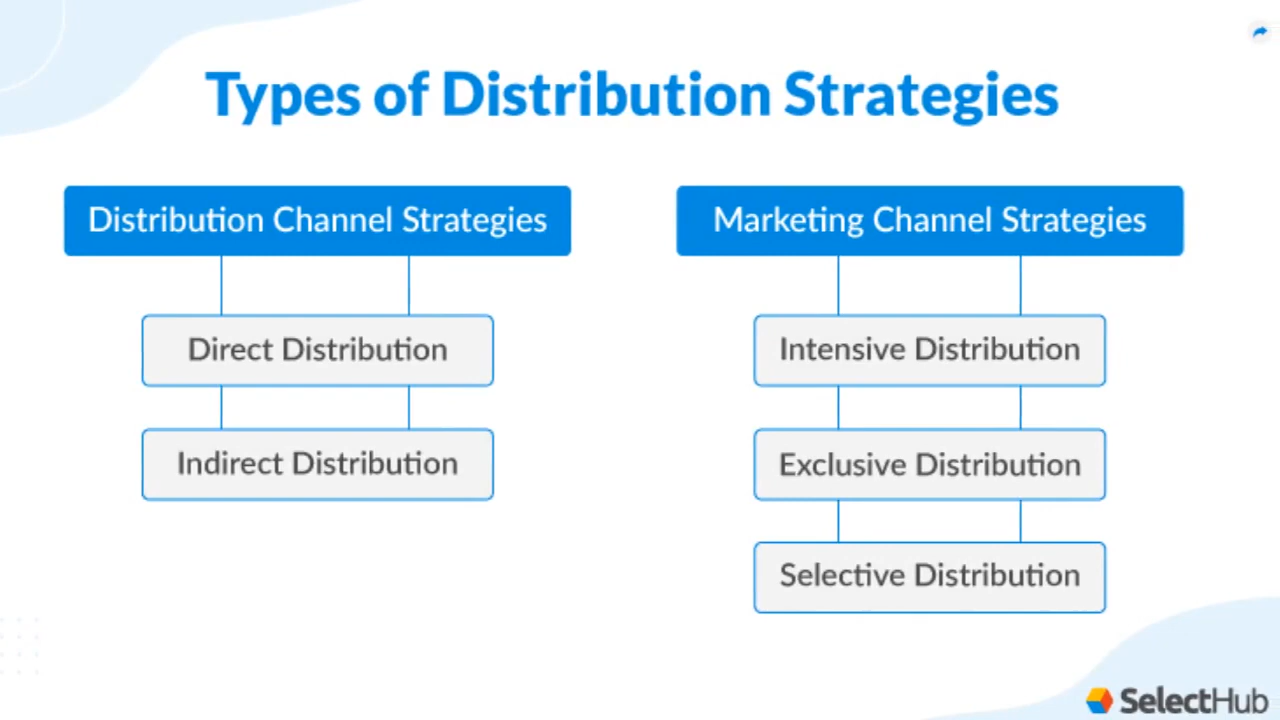 Types of Distribution Strategies
Distribution Channel Strategies
Direct Distribution
Indirect Distribution
Marketing Channel Strategies
Intensive Distribution
Exclusive Distribution
Selective Distribution
SelectHub